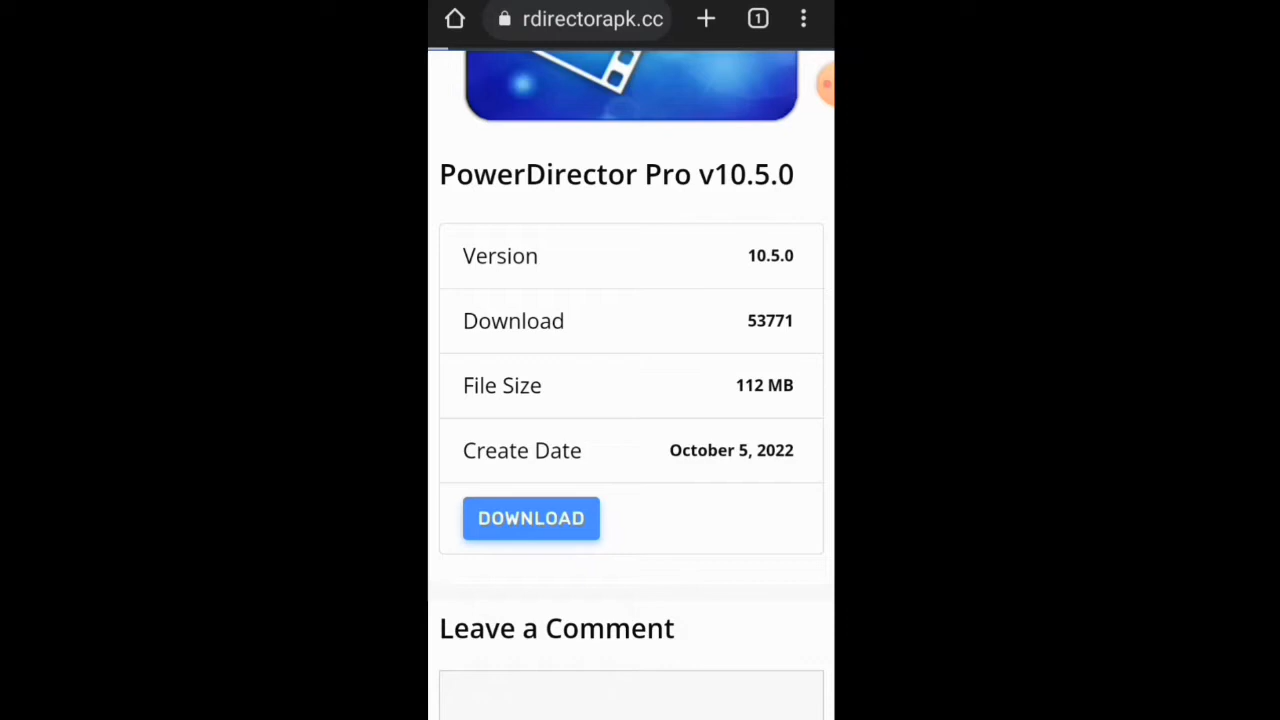 rdirectorapk.cc
1
PowerDirector Pro v10.5.0
Version 10.5.0
Download 53771
File Size 112 MB
Create Date October 5, 2022
DOWNLOAD
Leave a Comment